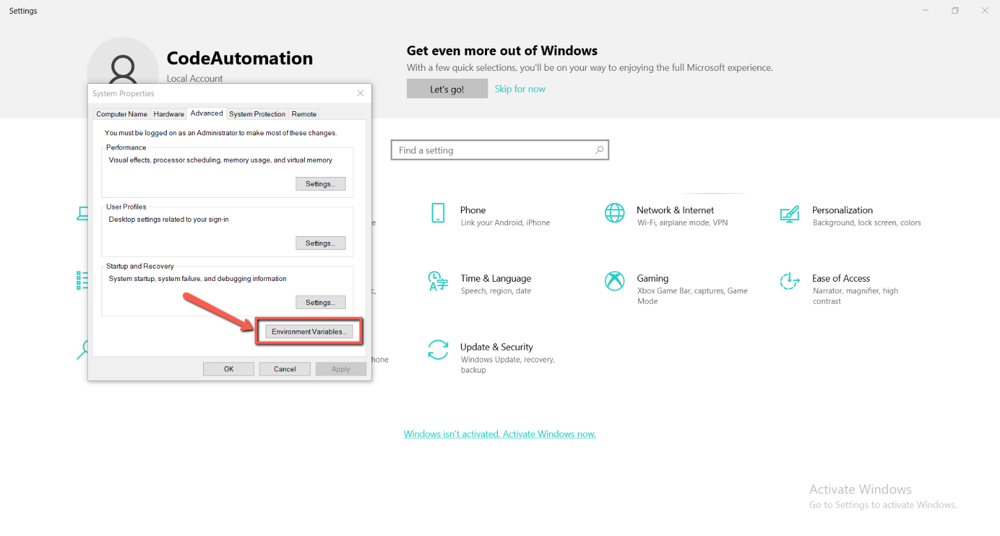 Settings
CodeAutomation
Local Account
Get even more out of Windows
With a few quick selections, you'll be on your way to enjoying the full Microsoft experience.
Let's go!
Skip for now
System Properties
Computer Name
Hardware
Advanced
System Protection
Remote
You must be logged on as an Administrator to make most of these changes.
Performance
Visual effects, processor scheduling, memory usage, and virtual memory
Settings...
User Profiles
Desktop settings related to your sign-in
Settings...
Startup and Recovery
System startup, system failure, and debugging information
Settings...
Environment Variables...
OK
Cancel
Apply
Find a setting
e
Phone
Link your Android, iPhone
Network & Internet
Wi-Fi, airplane mode, VPN
Personalization
Background, lock screen, colors
c,
A字
Time & Language
Speech, region, date
Gaming
Xbox Game Bar, captures, Game
Mode
Ease of Access
Narrator, magnifier, high
contrast
hone
Update & Security
Windows Update, recovery,
backup
Windows isn't activated. Activate Windows now.
Activate Windows
Go to Settings to activate Windows.